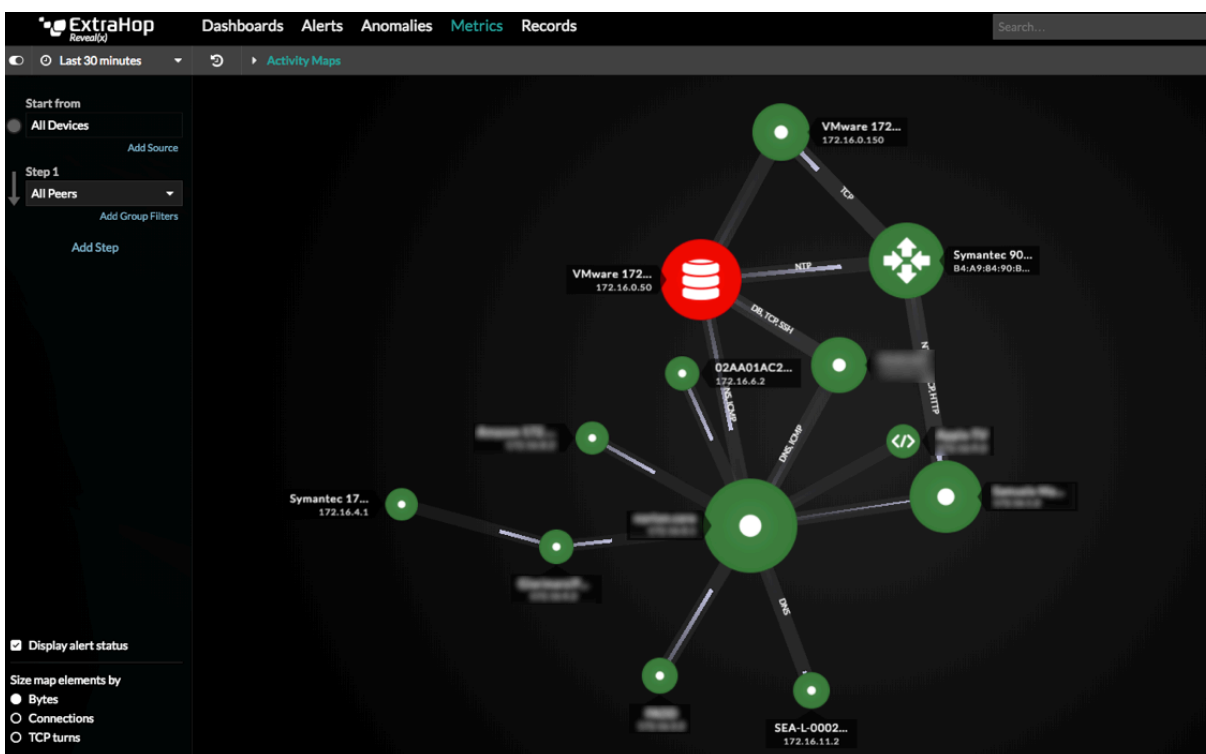 ExtraHop
Reveal(x)
Dashboards Alerts Anomalies Metrics Records
Search...
Last 30 minutes
Activity Maps
Start from
All Devices
Add Source
Step 1
All Peers
Add Group Filters
Add Step
VMware 172...
172.16.0.150
TCP
Symantec 90...
B4:A9:84:90:B...
NTP
VMware 172...
172.16.0.50
DB, TCP, SSH
02AA01AC2...
172.16.6.2
NS, ICMP
DNS, ICMP
CP, HTTP
Symantec 17...
172.16.4.1
DNS
SEA-L-0002...
172.16.11.2
Display alert status
Size map elements by
Bytes
Connections
TCP turns